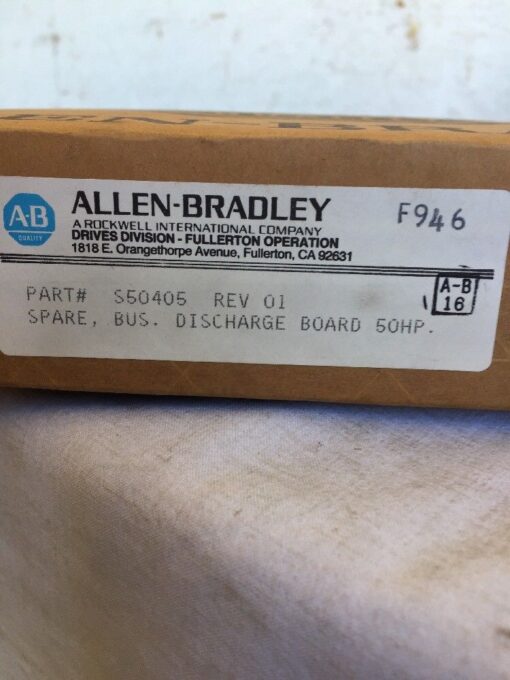 A-B
QUALITY
ALLEN-BRADLEY
A ROCKWELL INTERNATIONAL COMPANY
DRIVES DIVISION - FULLERTON OPERATION
1818 E. Orangethorpe Avenue, Fullerton, CA 92631
F946
PART# S50405 REV 01
SPARE, BUS. DISCHARGE BOARD 50HP.
A-B
16